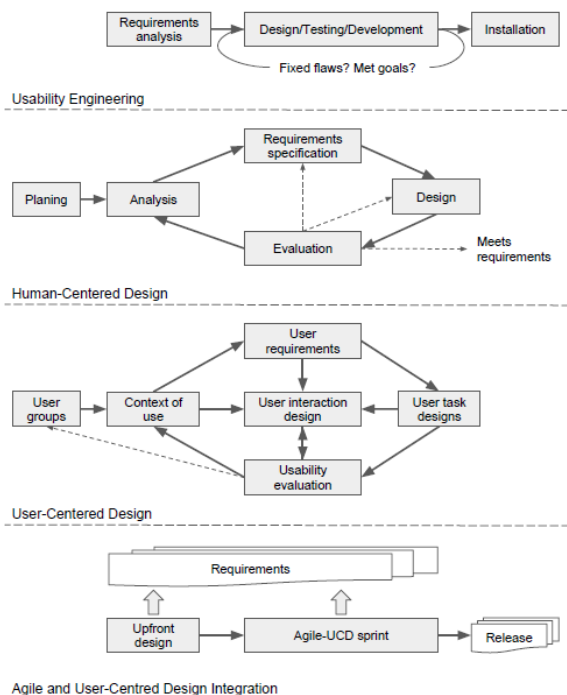 Requirements
analysis
Design/Testing/Development
Installation
Fixed flaws? Met goals?
Usability Engineering
Requirements
specification
Planing
Analysis
Design
Evaluation
Meets
requirements
Human-Centered Design
User
requirements
User
groups
Context of
use
User interaction
design
User task
designs
Usability
evaluation
User-Centered Design
Requirements
Upfront
design
Agile-UCD sprint
Release
Agile and User-Centred Design Integration